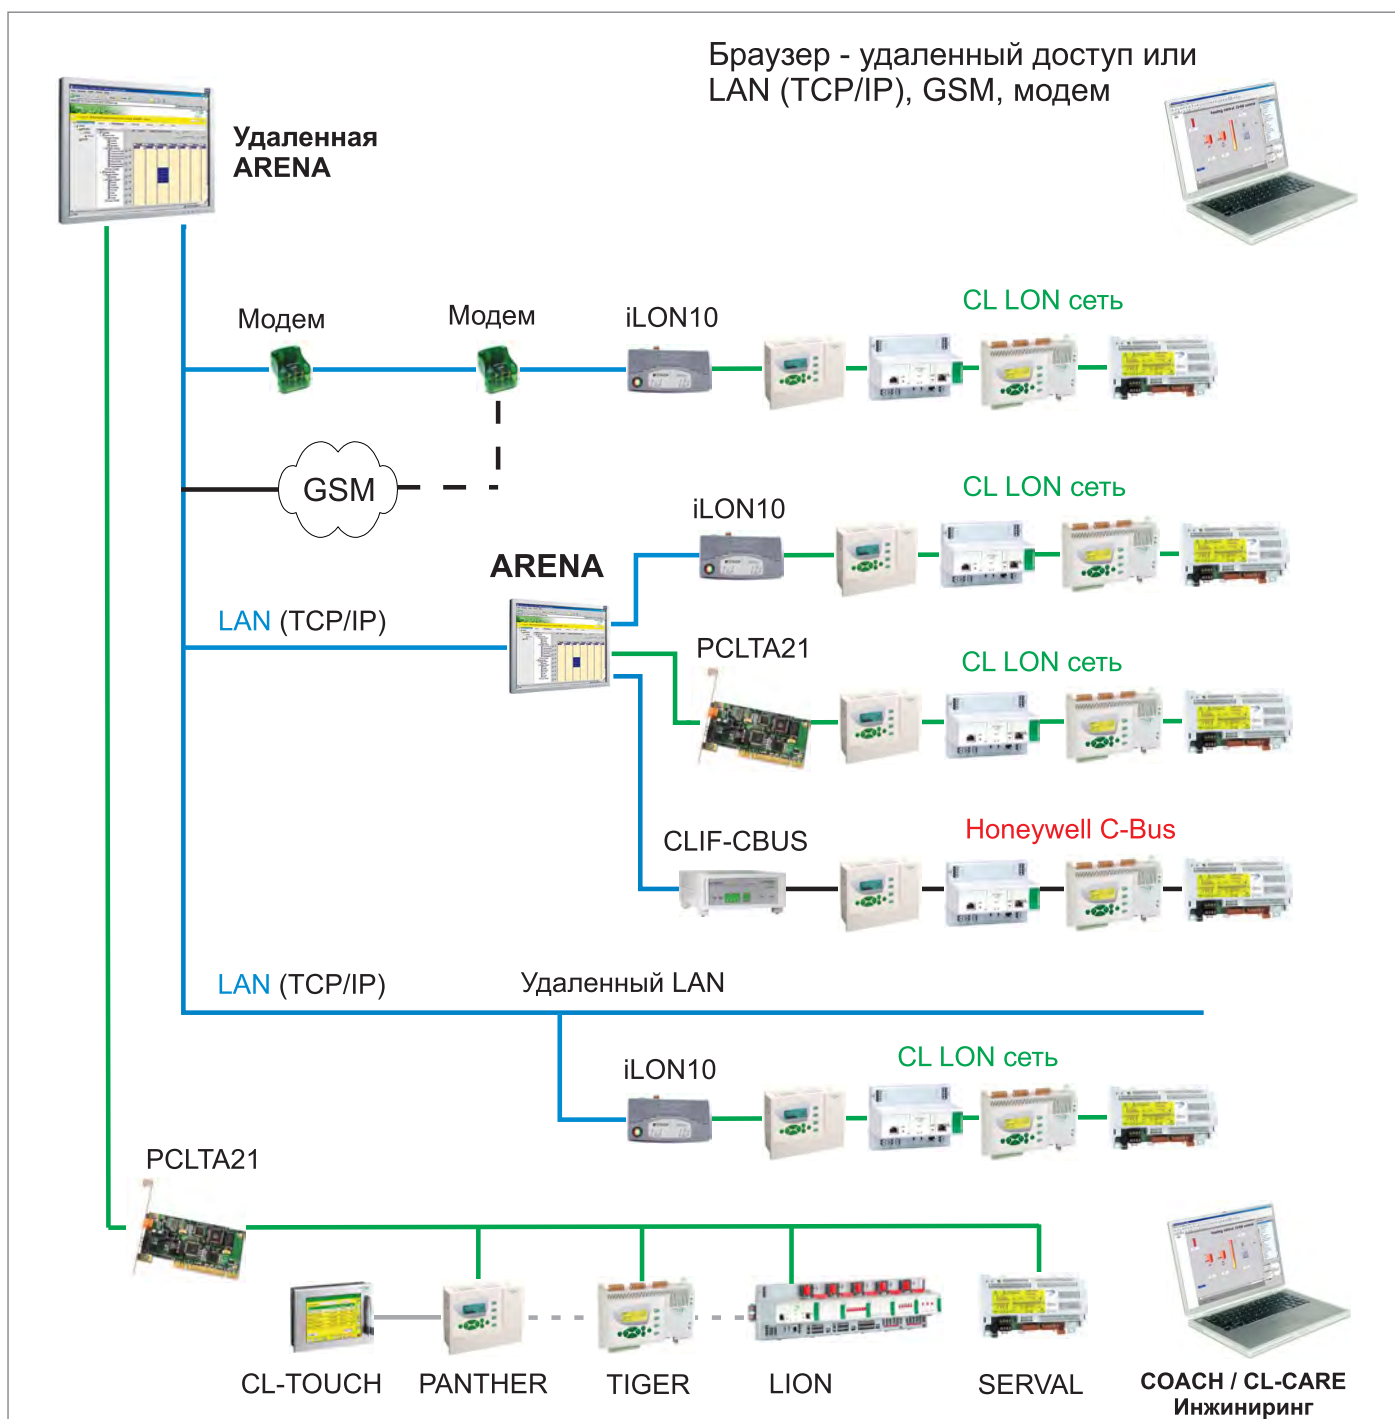 Браузер - удаленный доступ или
LAN (TCP/IP), GSM, модем
Удаленная
ARENA
Модем
Модем
iLON10
CL LON сеть
GSM
iLON10
CL LON сеть
ARENA
LAN (TCP/IP)
PCLTA21
CL LON сеть
CLIF-CBUS
Honeywell C-Bus
LAN (TCP/IP)
Удаленный LAN
iLON10
CL LON сеть
PCLTA21
CL-TOUCH
PANTHER
TIGER
LION
SERVAL
COACH / CL-CARE
Инжиниринг